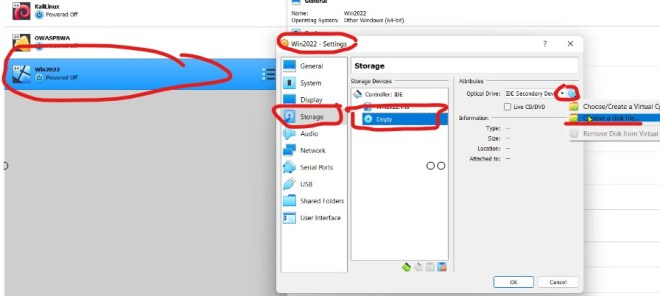 General
KaliLinux
Powered Off
Name: Win2022
Operating System: Other Windows (64-bit)
OWASPBWA
Powered Off
Win2022
Powered Off
Win2022 - Settings
General
System
Display
Storage
Audio
Network
Serial Ports
USB
Shared Folders
User Interface
Storage
Storage Devices
Controller: IDE
Empty
Attributes
Optical Drive: IDE Secondary Devi
Live CD/DVD
Information
Type: --
Size: --
Location: --
Attached to: --
Choose/Create a Virtual Op
Choose a disk file...
Remove Disk from Virtual
OK
Cancel